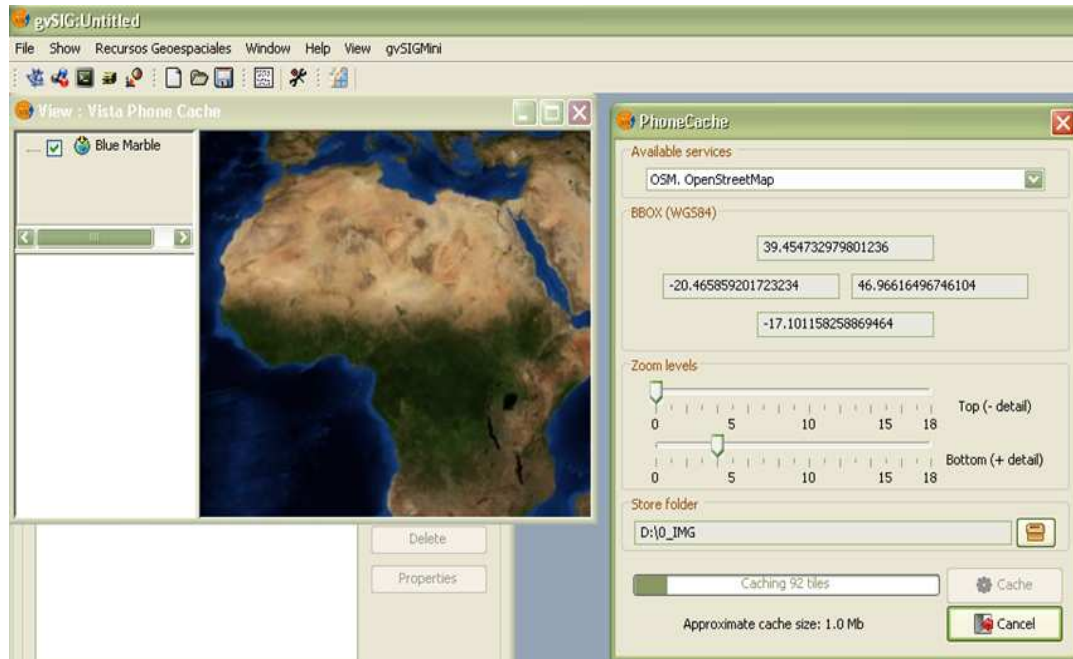 gvSIG:Untitled
File Show Recursos Geoespaciales Window Help View gvSIGMini
View : Vista Phone Cache
Blue Marble
Delete
Properties
PhoneCache
Available services
OSM. OpenStreetMap
BBOX (WGS84)
39.454732979801236
-20.465859201723234 46.96616496746104
-17.101158258869464
Zoom levels
Top (- detail)
0 5 10 15 18
Bottom (+ detail)
0 5 10 15 18
Store folder
D:\0_IMG
Caching 92 tiles
Cache
Approximate cache size: 1.0 Mb
Cancel